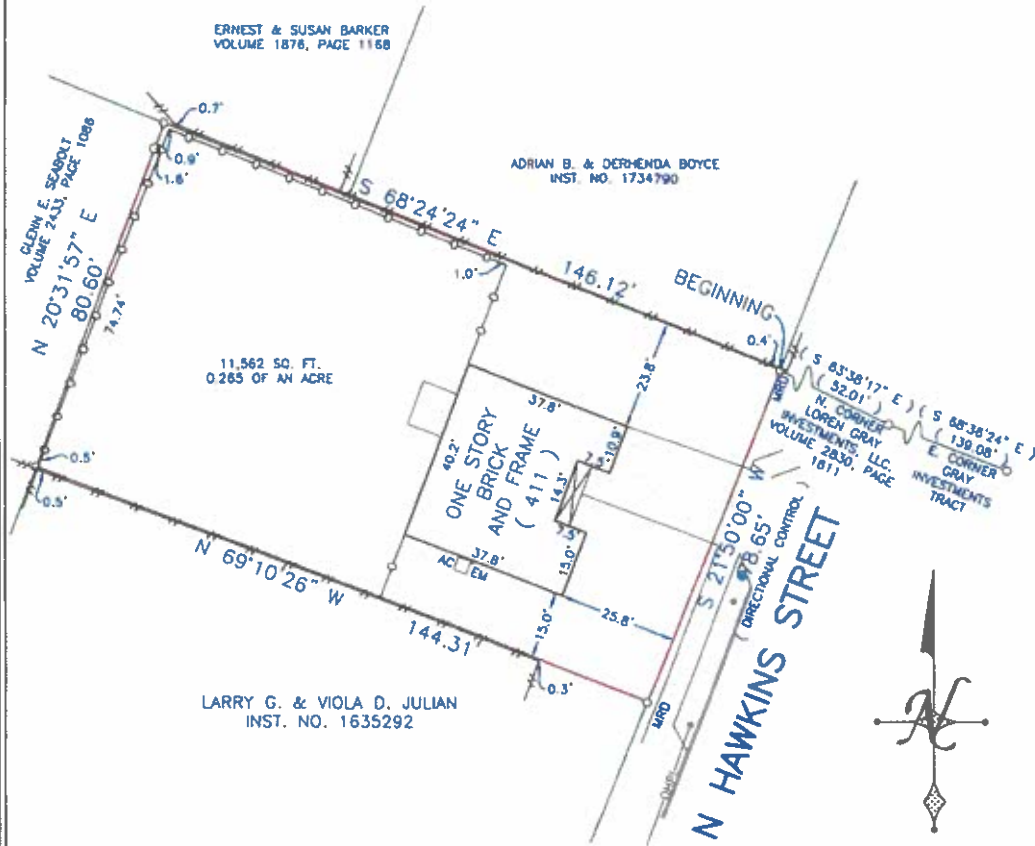 ERNEST & SUSAN BARKER
VOLUME 1876, PAGE 1168
GLENN E. SEABOLT
VOLUME 2433, PAGE 1086
N 20°31'57" E
80.60'
74.74'
0.7'
0.9'
1.6'
ADRIAN B. & DERHENDA BOYCE
INST. NO. 1734790
S 68°24'24" E
146.12'
1.0'
BEGINNING
0.4'
MRD
( S 83°38'17" E )
( 52.01' )
N. CORNER
LOREN GRAY
INVESTMENTS, LLC.
VOLUME 2830, PAGE
1811
( S 68°38'24" E )
( 139.08' )
E. CORNER
GRAY
INVESTMENTS
TRACT
11,562 SQ. FT.
0.265 OF AN ACRE
23.8'
37.8'
10.9'
7.5'
14.3'
7.5'
15.0'
40.2'
ONE STORY
BRICK
AND FRAME
( 411 )
37.8'
AC
EM
15.0'
25.8'
0.5'
0.5'
N 69°10'26" W
144.31'
0.3'
S 21°50'00" W
78.65'
( DIRECTIONAL CONTROL )
MRD
N HAWKINS STREET
LARRY G. & VIOLA D. JULIAN
INST. NO. 1635292
N